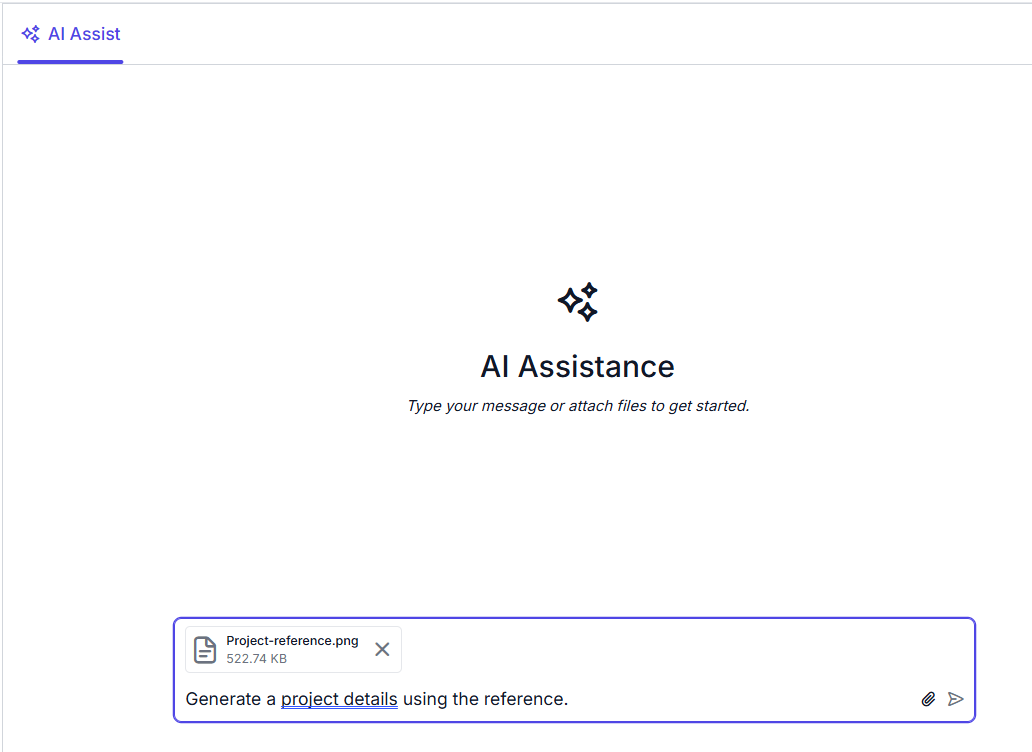 AI Assist
AI Assistance
Type your message or attach files to get started.
Project-reference.png
522.74 KB
Generate a project details using the reference.